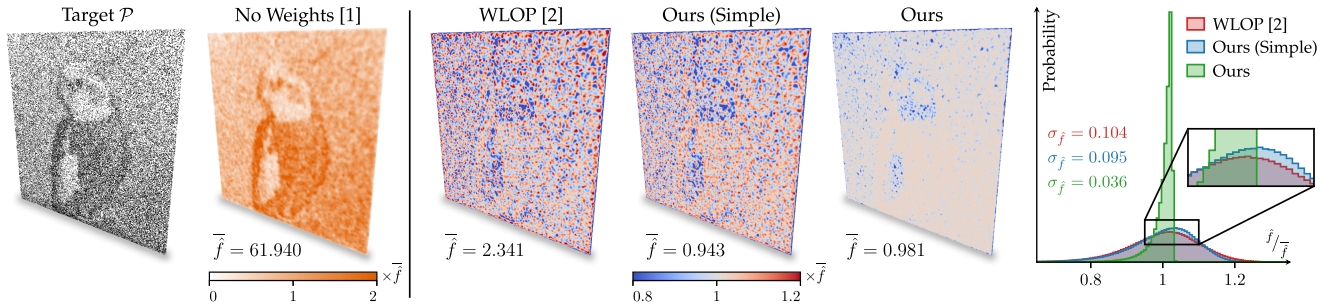 Target 𝒫
No Weights [1]
WLOP [2]
Ours (Simple)
Ours
f̂̅ = 61.940
f̂̅ = 2.341
f̂̅ = 0.943
f̂̅ = 0.981
0 1 2 ×f̂̅
0.8 1 1.2 ×f̂̅
Probability
WLOP [2]
Ours (Simple)
Ours
σ_f̂ = 0.104
σ_f̂ = 0.095
σ_f̂ = 0.036
f̂/f̂̅
0.8 1 1.2